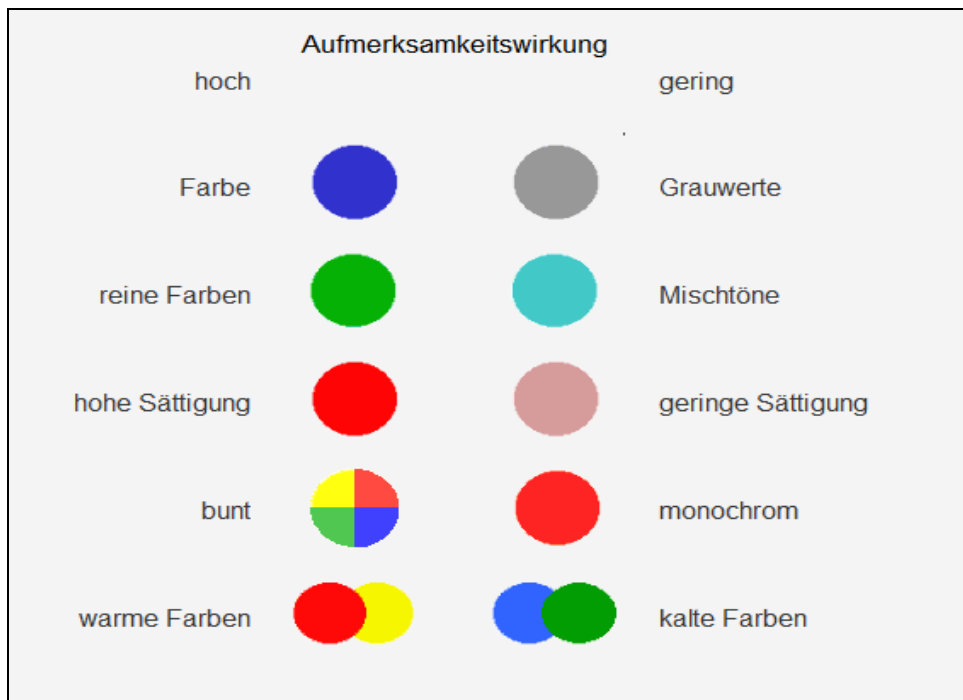 Aufmerksamkeitswirkung
hoch gering
Farbe Grauwerte
reine Farben Mischtöne
hohe Sättigung geringe Sättigung
bunt monochrom
warme Farben kalte Farben